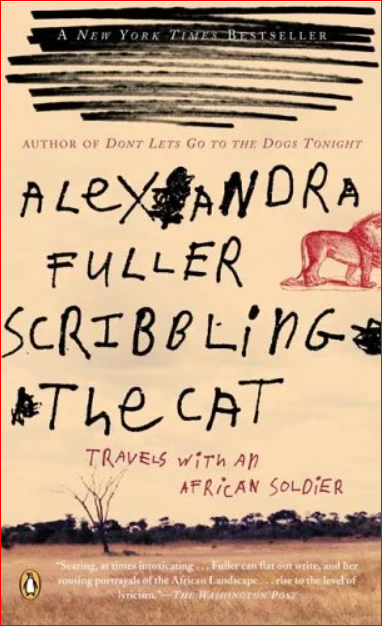 A NEW YORK TIMES BESTSELLER
AUTHOR OF DONT LETS GO TO THE DOGS TONIGHT
ALEXANDRA
FULLER
SCRIBBLING
THE CAT
TRAVELS WITH AN
AFRICAN SOLDIER
"Searing, at times intoxicating . . . Fuller can flat out write, and her
rousing portrayals of the African Landscape . . . rise to the level of
lyricism."—THE WASHINGTON POST